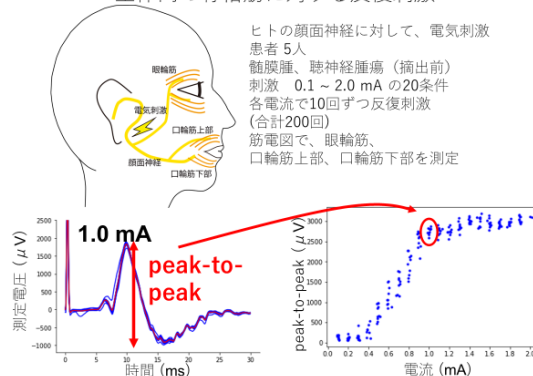 ヒトの顔面神経に対して、電気刺激
患者 5人
髄膜腫、聴神経腫瘍（摘出前）
刺激 0.1 ~ 2.0 mA の20条件
各電流で10回ずつ反復刺激
(合計200回)
筋電図で、眼輪筋、
口輪筋上部、口輪筋下部を測定
眼輪筋
電気刺激
口輪筋上部
顔面神経
口輪筋下部
1.0 mA
peak-to-
peak
測定電圧（μV）
2500
2000
1500
1000
500
0
-500
-1000
0
5
10
15
20
25
30
時間 (ms)
peak-to-peak（μV）
3000
2500
2000
1500
1000
500
0
0.0
0.2
0.4
0.6
0.8
1.0
1.2
1.4
1.6
1.8
2.0
電流 (mA)